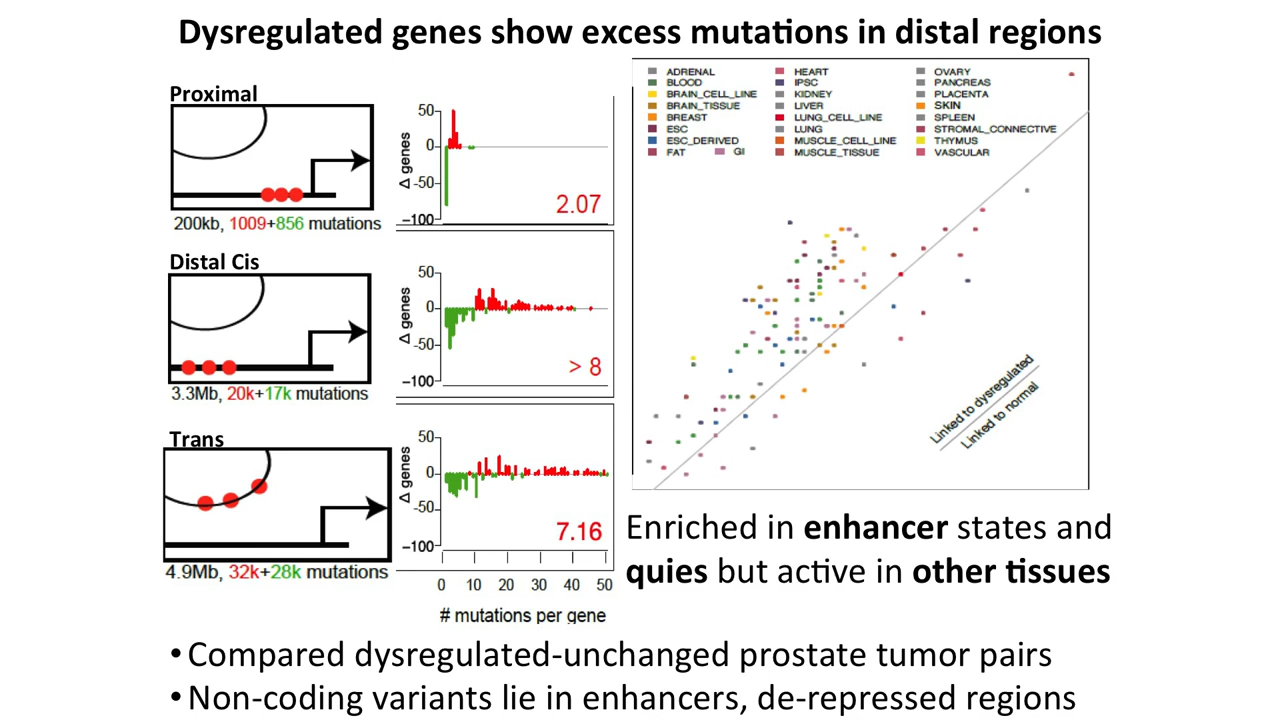 Dysregulated genes show excess mutations in distal regions
Proximal
200kb, 1009+856 mutations
50
0
-50
-100
Δ genes
2.07
Distal Cis
3.3Mb, 20k+17k mutations
50
0
-50
-100
Δ genes
> 8
Trans
4.9Mb, 32k+28k mutations
50
0
-50
-100
Δ genes
7.16
0 10 20 30 40 50
# mutations per gene
ADRENAL
BLOOD
BRAIN_CELL_LINE
BRAIN_TISSUE
BREAST
ESC
ESC_DERIVED
FAT
GI
HEART
IPSC
KIDNEY
LIVER
LUNG_CELL_LINE
LUNG
MUSCLE_CELL_LINE
MUSCLE_TISSUE
OVARY
PANCREAS
PLACENTA
SKIN
SPLEEN
STROMAL_CONNECTIVE
THYMUS
VASCULAR
Linked to dysregulated
Linked to normal
Enriched in enhancer states and
quies but active in other tissues
• Compared dysregulated-unchanged prostate tumor pairs
• Non-coding variants lie in enhancers, de-repressed regions